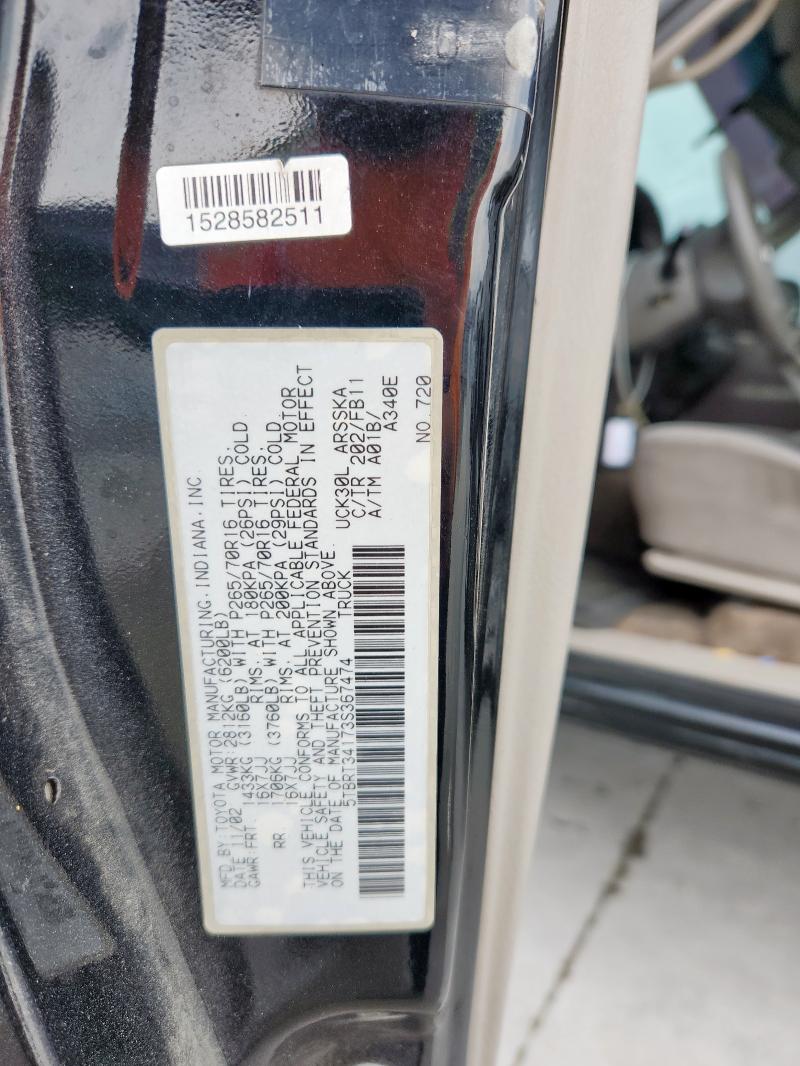 1528582511
MFD BY:TOYOTA MOTOR MANUFACTURING,INDIANA,INC
DATE 11/02 GVWR:2812KG (6200LB)
GAWR:FRT. 1433KG (3160LB) WITH P265/70R16 TIRES.
16X7JJ RIMS, AT 180KPA (26PSI) COLD.
RR. 1706KG (3760LB) WITH P265/70R16 TIRES.
16X7JJ RIMS. AT 200KPA (29PSI) COLD.
THIS VEHICLE CONFORMS TO ALL APPLICABLE FEDERAL MOTOR
VEHICLE SAFETY AND THEFT PREVENTION STANDARDS IN EFFECT
ON THE DATE OF MANUFACTURE SHOWN ABOVE.
5TBRT34173S367474 TRUCK
UCK30L ARSSKA
C/TR 202/FB11
A/TM A01B/
A340E
NO.720